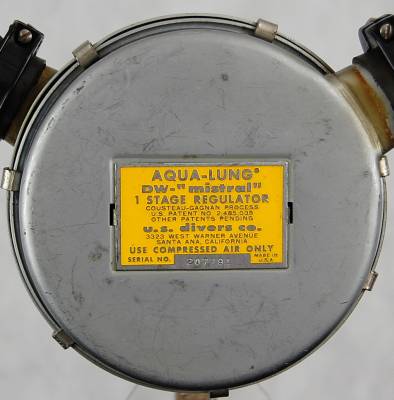 AQUA-LUNG®
DW-"mistral"
1 STAGE REGULATOR
COUSTEAU-GAGNAN PROCESS
U.S. PATENT NO. 2,485,039
OTHER PATENTS PENDING
u.s. divers co.
3323 WEST WARNER AVENUE
SANTA ANA, CALIFORNIA
USE COMPRESSED AIR ONLY
SERIAL NO. MADE IN
U.S.A.